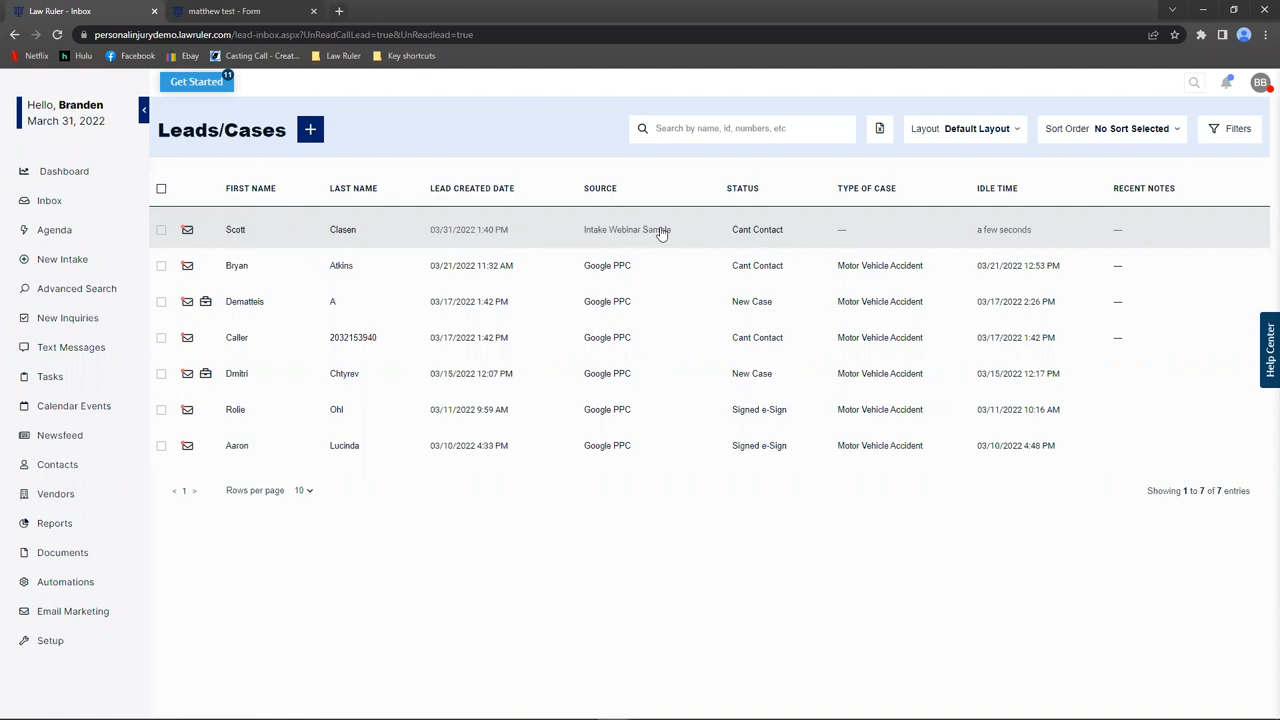 Law Ruler - Inbox
matthew test - Form
personalinjurydemo.lawruler.com/lead-inbox.aspx?UnReadCallLead=true&UnReadlead=true
Netflix Hulu Facebook Ebay Casting Call - Creat... Law Ruler Key shortcuts
Get Started 11
BB
Hello, Branden
March 31, 2022
Leads/Cases +
Search by name, id, numbers, etc
Layout Default Layout
Sort Order No Sort Selected
Filters
Dashboard
Inbox
Agenda
New Intake
Advanced Search
New Inquiries
Text Messages
Tasks
Calendar Events
Newsfeed
Contacts
Vendors
Reports
Documents
Automations
Email Marketing
Setup
FIRST NAME LAST NAME LEAD CREATED DATE SOURCE STATUS TYPE OF CASE IDLE TIME RECENT NOTES
Scott Clasen 03/31/2022 1:40 PM Intake Webinar Sample Cant Contact — a few seconds —
Bryan Atkins 03/21/2022 11:32 AM Google PPC Cant Contact Motor Vehicle Accident 03/21/2022 12:53 PM —
Dematteis A 03/17/2022 1:42 PM Google PPC New Case Motor Vehicle Accident 03/17/2022 2:26 PM —
Caller 2032153940 03/17/2022 1:42 PM Google PPC Cant Contact Motor Vehicle Accident 03/17/2022 1:42 PM —
Dmitri Chtyrev 03/15/2022 12:07 PM Google PPC New Case Motor Vehicle Accident 03/15/2022 12:17 PM
Rolie Ohl 03/11/2022 9:59 AM Google PPC Signed e-Sign Motor Vehicle Accident 03/11/2022 10:16 AM
Aaron Lucinda 03/10/2022 4:33 PM Google PPC Signed e-Sign Motor Vehicle Accident 03/10/2022 4:48 PM
< 1 > Rows per page 10
Showing 1 to 7 of 7 entries
Help Center